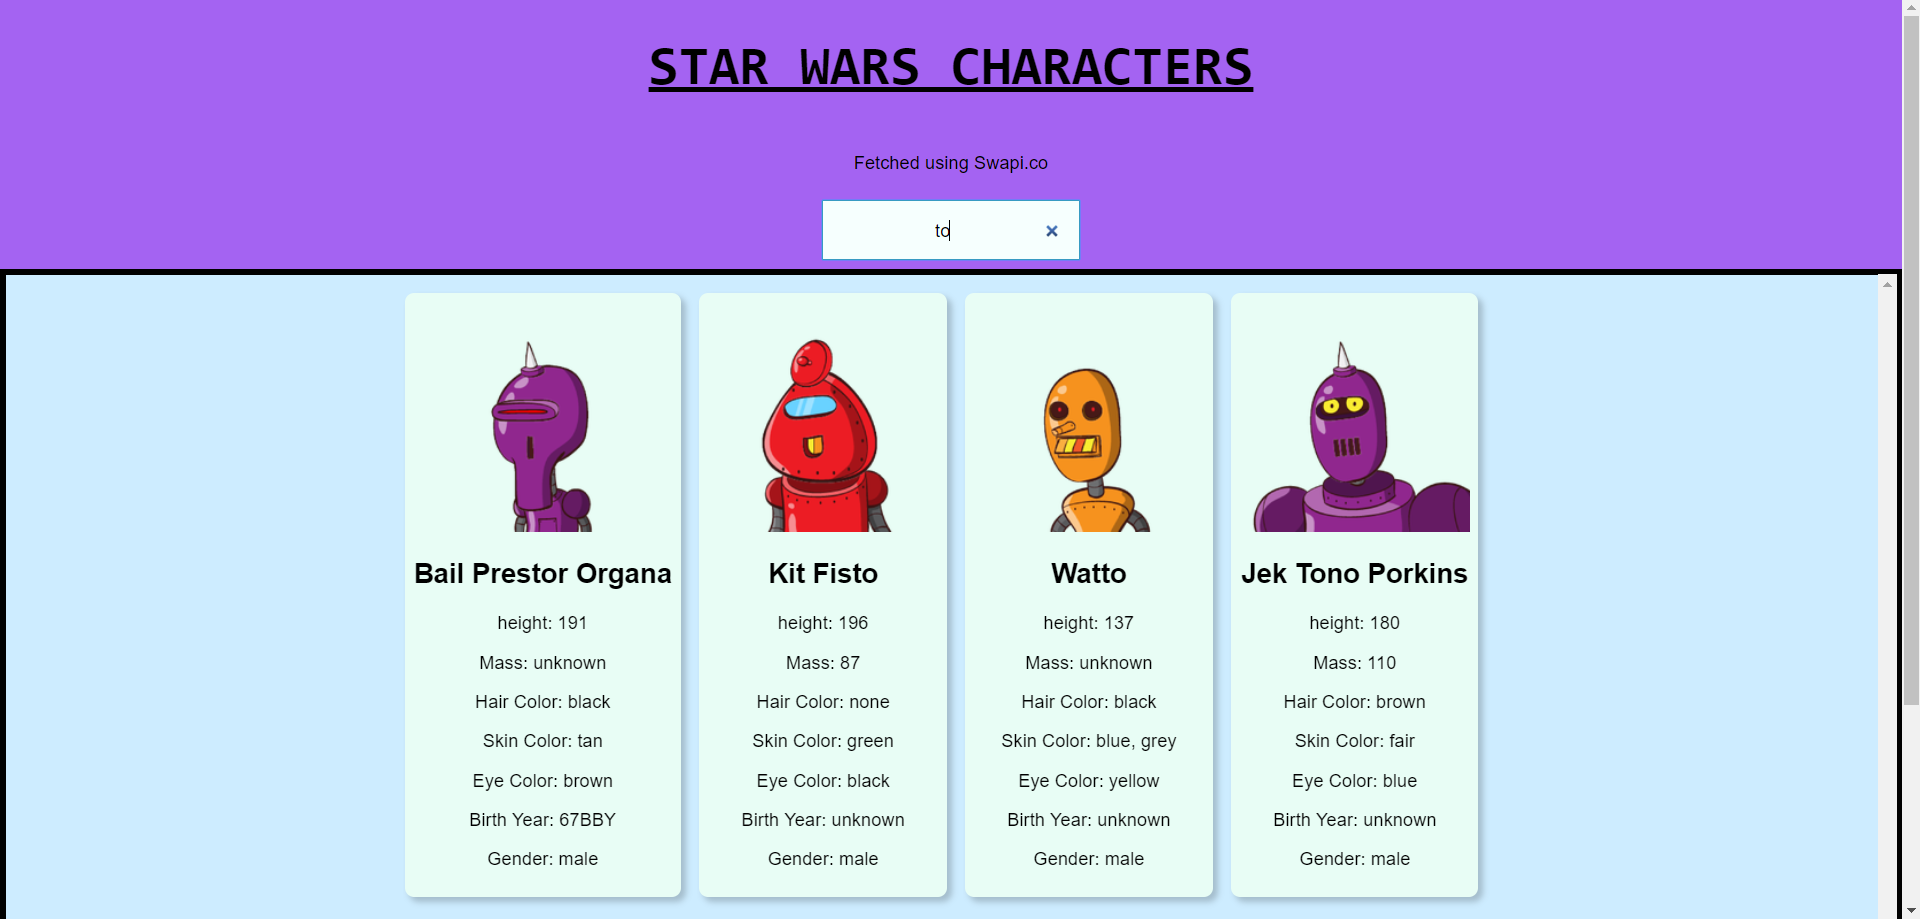 STAR WARS CHARACTERS
Fetched using Swapi.co
to
Bail Prestor Organa
height: 191
Mass: unknown
Hair Color: black
Skin Color: tan
Eye Color: brown
Birth Year: 67BBY
Gender: male
Kit Fisto
height: 196
Mass: 87
Hair Color: none
Skin Color: green
Eye Color: black
Birth Year: unknown
Gender: male
Watto
height: 137
Mass: unknown
Hair Color: black
Skin Color: blue, grey
Eye Color: yellow
Birth Year: unknown
Gender: male
Jek Tono Porkins
height: 180
Mass: 110
Hair Color: brown
Skin Color: fair
Eye Color: blue
Birth Year: unknown
Gender: male